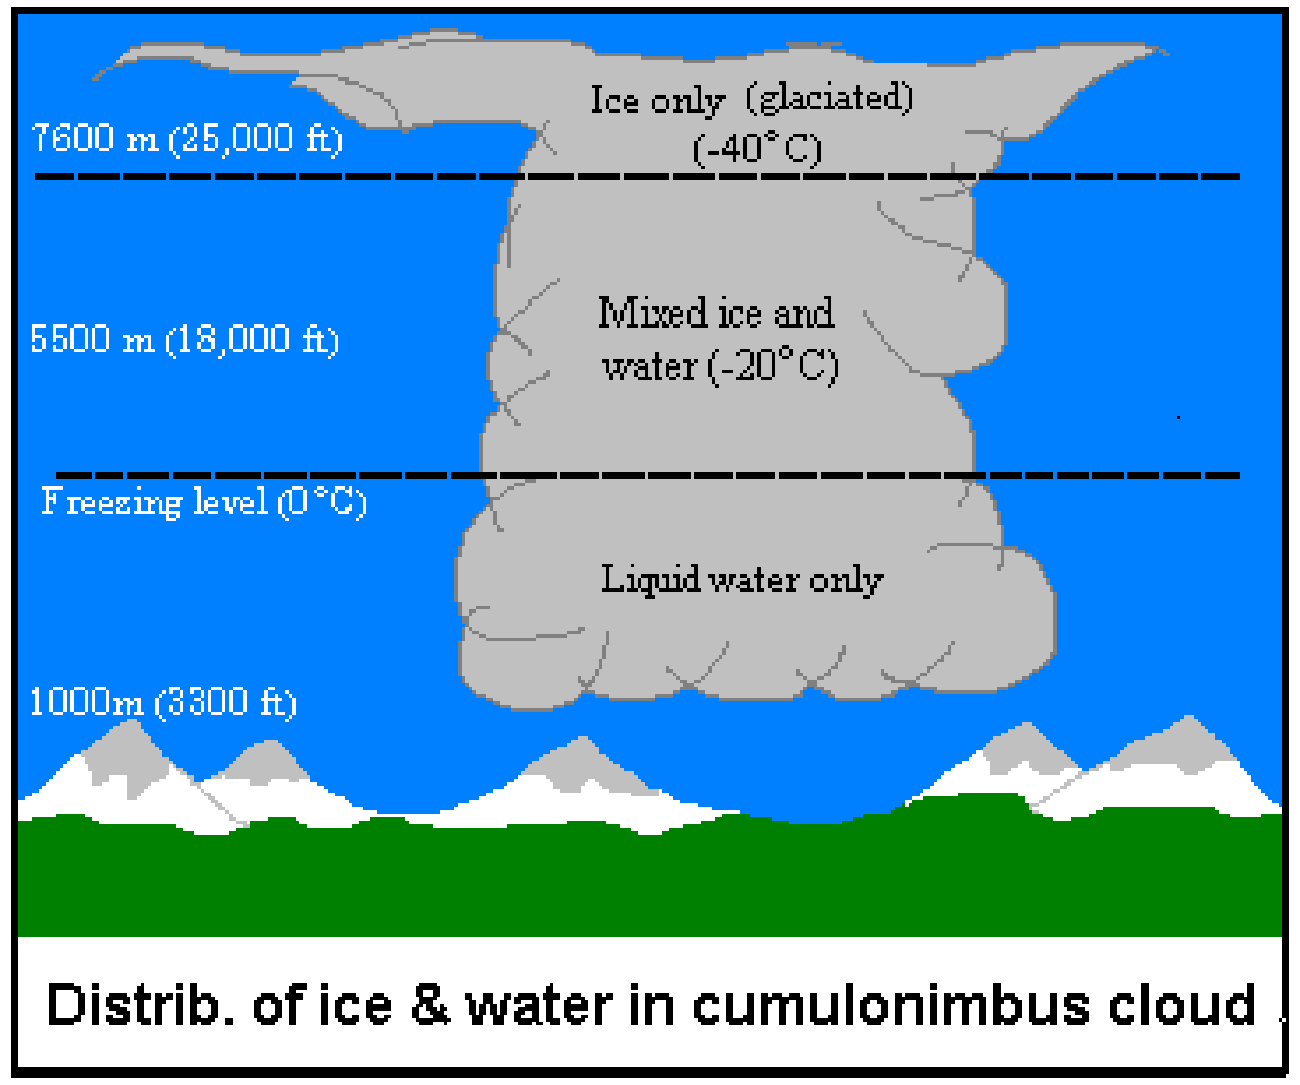 Ice only (glaciated)
(-40°C)
7600 m (25,000 ft)
Mixed ice and
water (-20°C)
5500 m (18,000 ft)
Freezing level (0°C)
Liquid water only
1000m (3300 ft)
Distrib. of ice & water in cumulonimbus cloud .